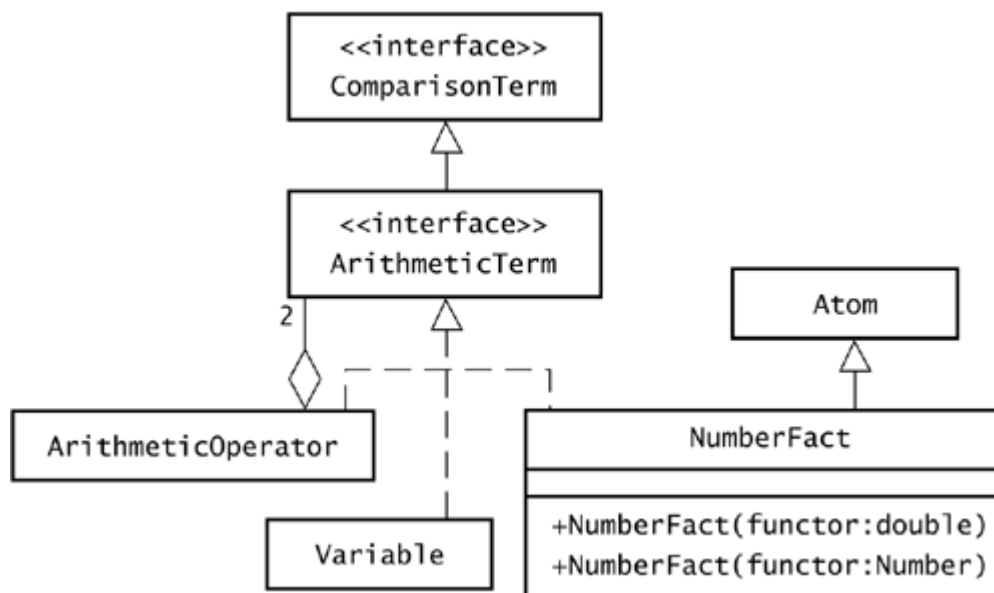 <<interface>>
ComparisonTerm
<<interface>>
ArithmeticTerm
Atom
2
ArithmeticOperator
NumberFact
+NumberFact(functor:double)
+NumberFact(functor:Number)
Variable